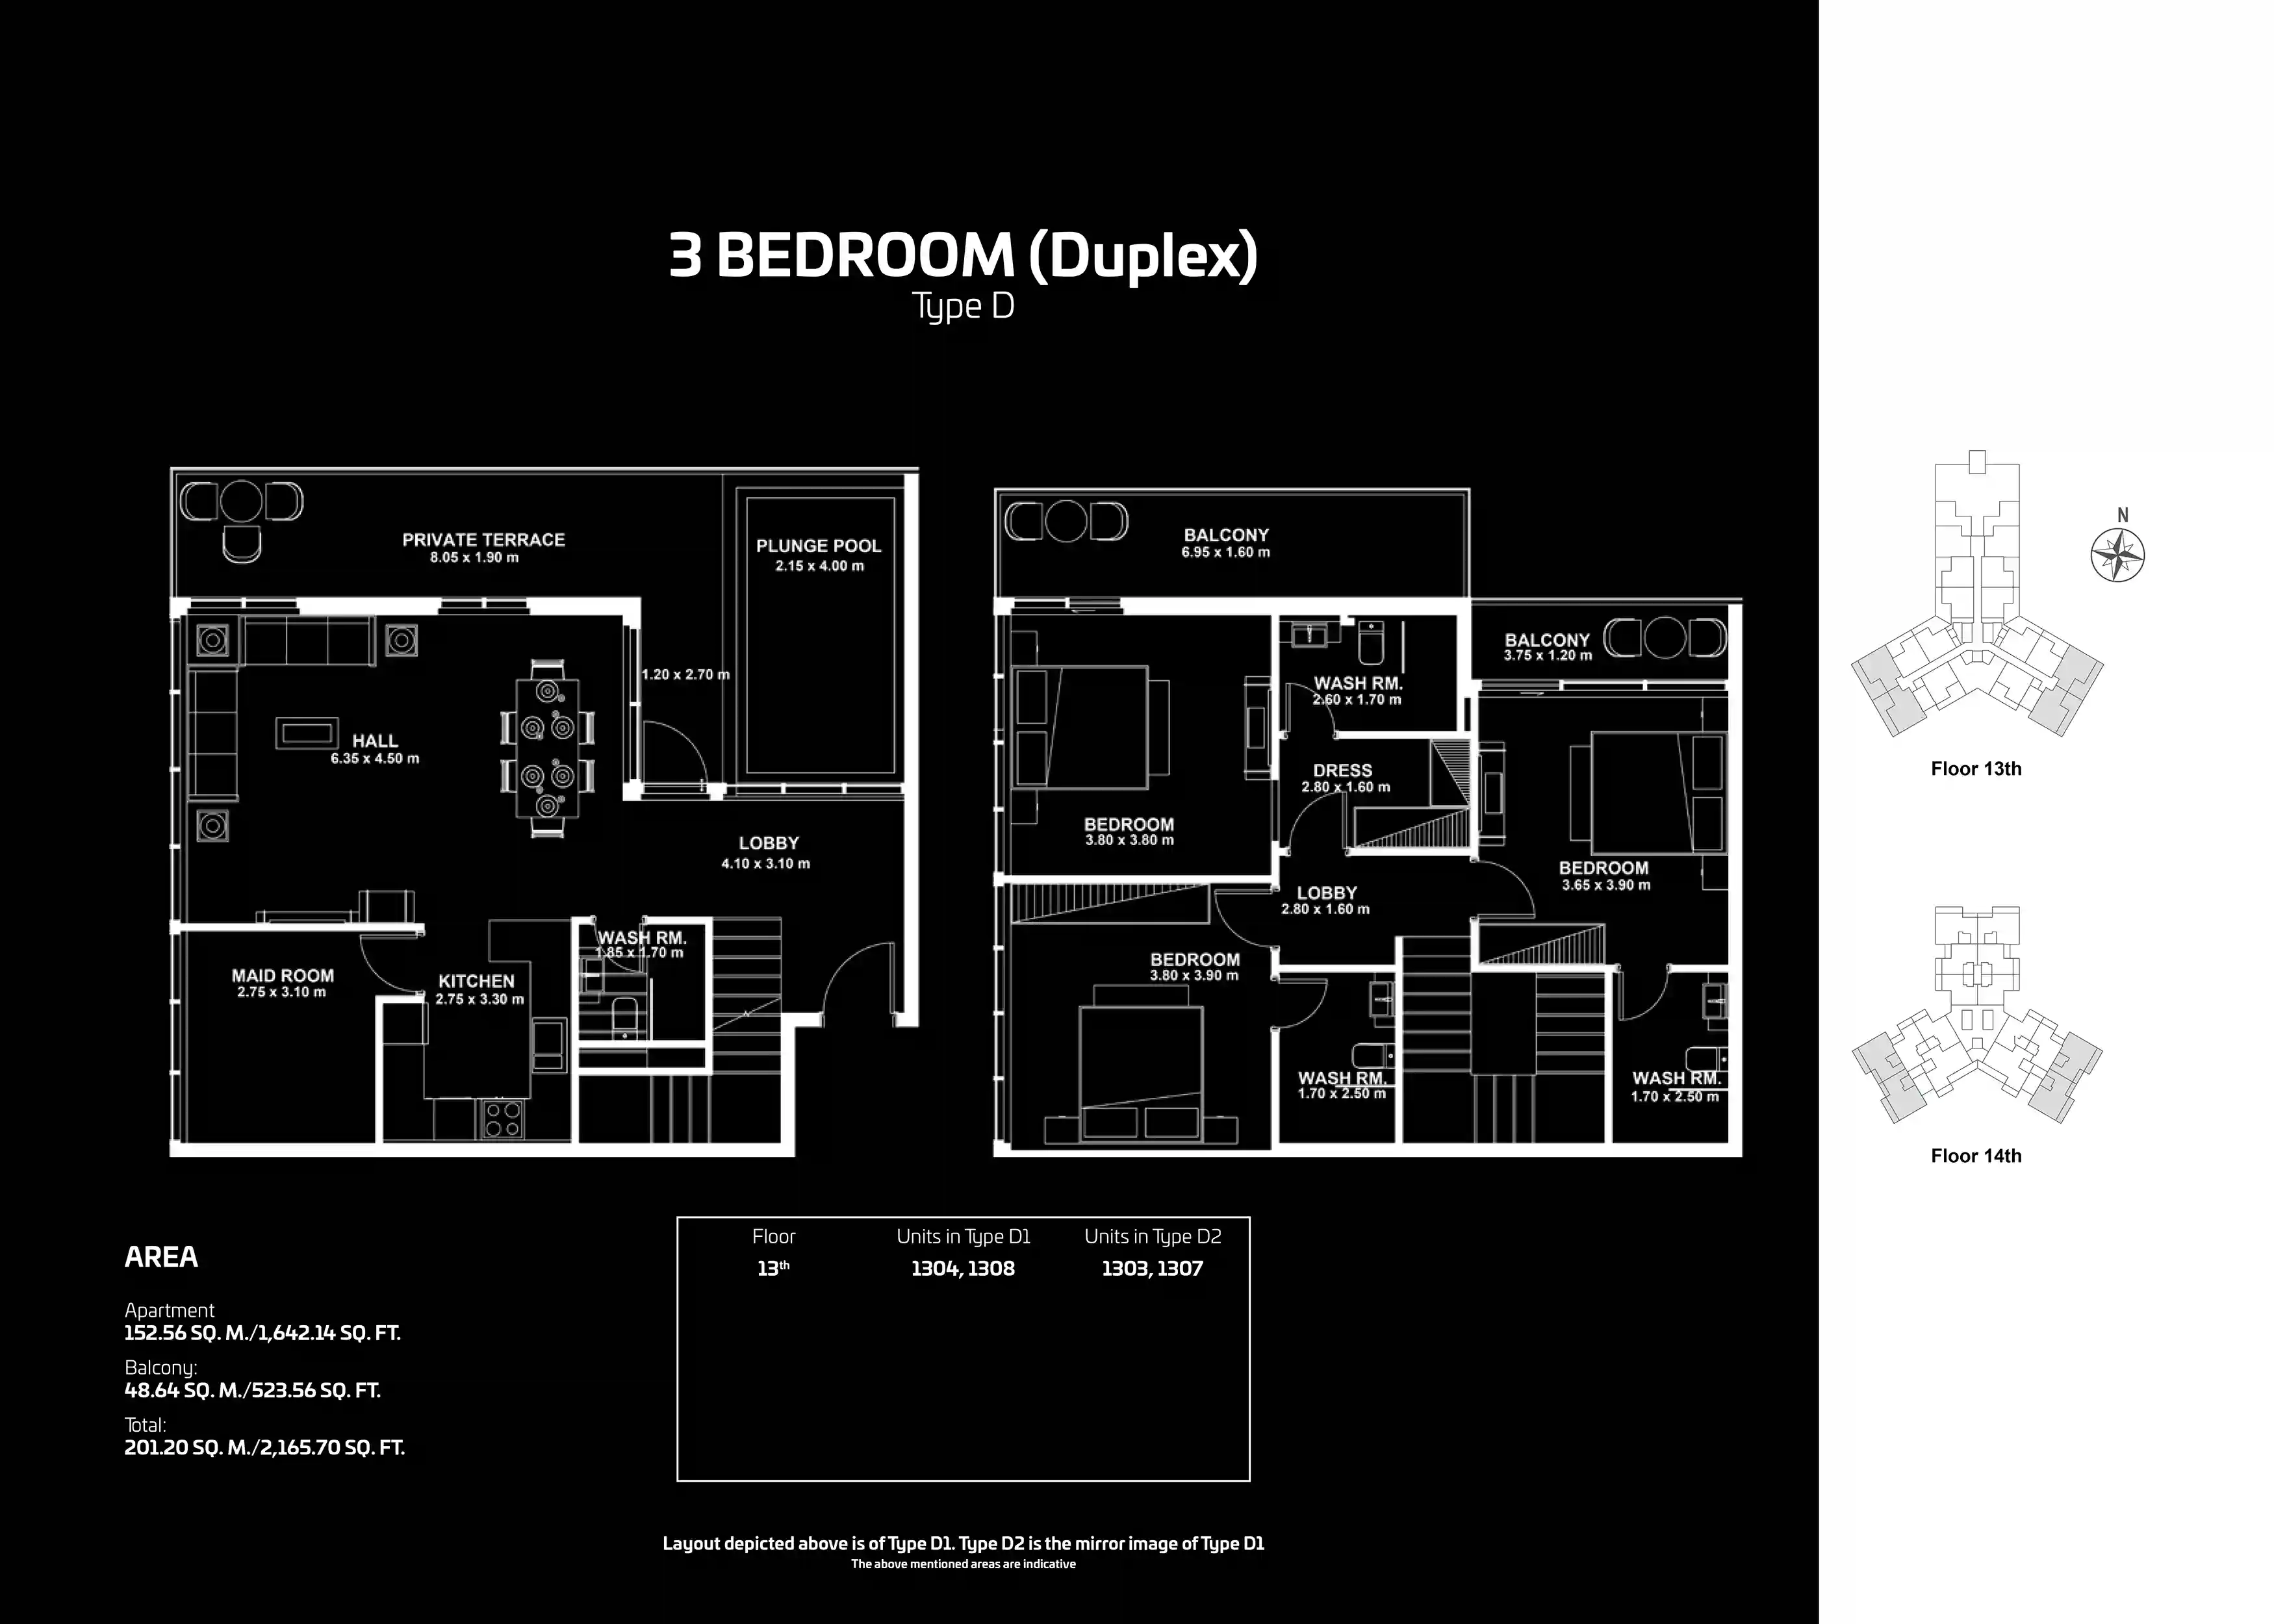 3 BEDROOM (Duplex)
Type D
PRIVATE TERRACE
8.05 x 1.90 m
PLUNGE POOL
2.15 x 4.00 m
1.20 x 2.70 m
HALL
6.35 x 4.50 m
LOBBY
4.10 x 3.10 m
WASH RM.
1.85 x 1.70 m
MAID ROOM
2.75 x 3.10 m
KITCHEN
2.75 x 3.30 m
BALCONY
6.95 x 1.60 m
BALCONY
3.75 x 1.20 m
WASH RM.
2.60 x 1.70 m
DRESS
2.80 x 1.60 m
BEDROOM
3.80 x 3.80 m
BEDROOM
3.65 x 3.90 m
LOBBY
2.80 x 1.60 m
BEDROOM
3.80 x 3.90 m
WASH RM.
1.70 x 2.50 m
WASH RM.
1.70 x 2.50 m
N
Floor 13th
Floor 14th
AREA
Apartment
152.56 SQ. M./1,642.14 SQ. FT.
Balcony:
48.64 SQ. M./523.56 SQ. FT.
Total:
201.20 SQ. M./2,165.70 SQ. FT.
Floor Units in Type D1 Units in Type D2
13th 1304, 1308 1303, 1307
Layout depicted above is of Type D1. Type D2 is the mirror image of Type D1
The above mentioned areas are indicative